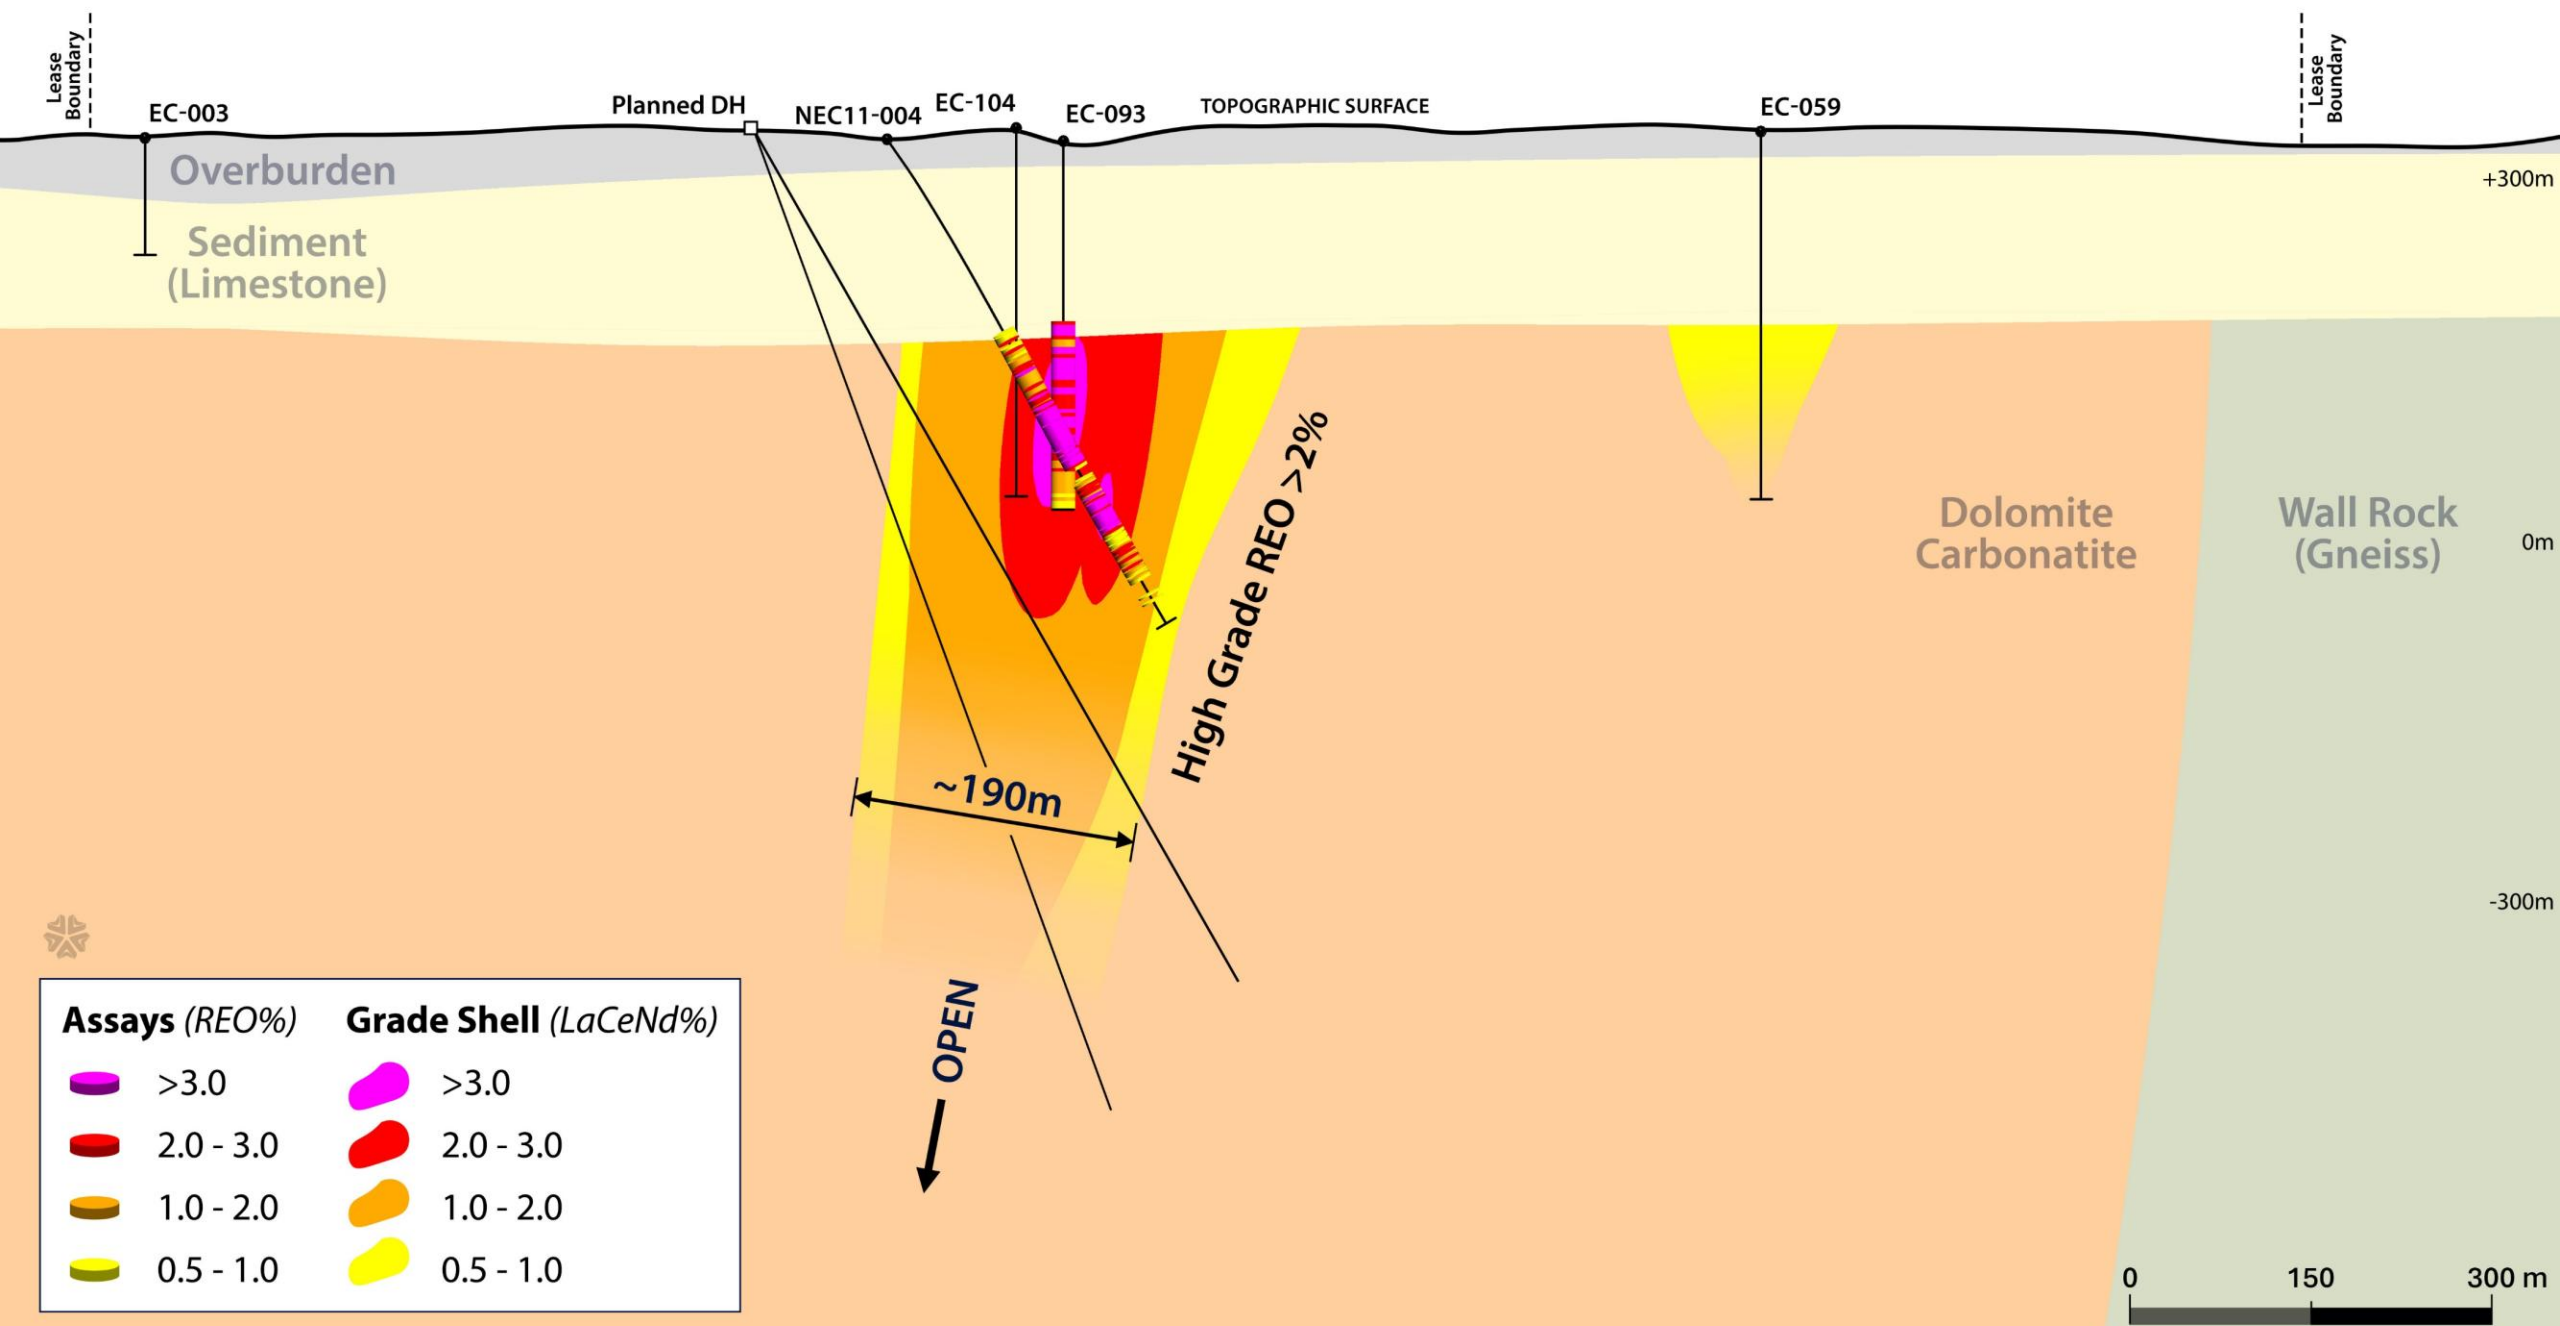 Lease
Boundary
EC-003
Planned DH
NEC11-004
EC-104
EC-093
TOPOGRAPHIC SURFACE
EC-059
Lease
Boundary
Overburden
+300m
Sediment
(Limestone)
High Grade REO >2%
Dolomite
Carbonatite
Wall Rock
(Gneiss)
0m
~190m
-300m
OPEN
Assays (REO%)
>3.0
2.0 - 3.0
1.0 - 2.0
0.5 - 1.0
Grade Shell (LaCeNd%)
>3.0
2.0 - 3.0
1.0 - 2.0
0.5 - 1.0
0 150 300 m